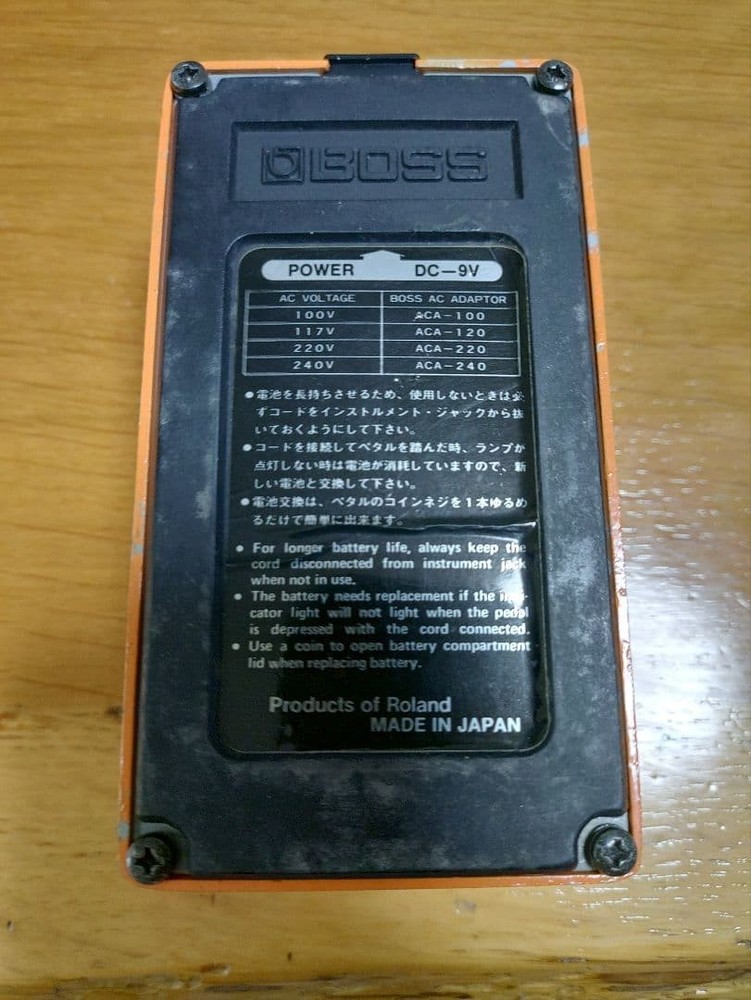 BOSS
POWER DC-9V
AC VOLTAGE BOSS AC ADAPTOR
100V ACA-100
117V ACA-120
220V ACA-220
240V ACA-240
●電池を長持ちさせるため、使用しないときは必
ずコードをインストルメント・ジャックから抜
いておくようにして下さい。
●コードを接続してペタルを踏んだ時、ランプが
点灯しない時は電池が消耗していますので、新
しい電池と交換して下さい。
●電池交換は、ペタルのコインネジを1本ゆるめ
るだけで簡単に出来ます。
● For longer battery life, always keep the
cord disconnected from instrument jack
when not in use.
● The battery needs replacement if the indi-
cator light will not light when the pedal
is depressed with the cord connected.
● Use a coin to open battery compartment
lid when replacing battery.
Products of Roland
MADE IN JAPAN